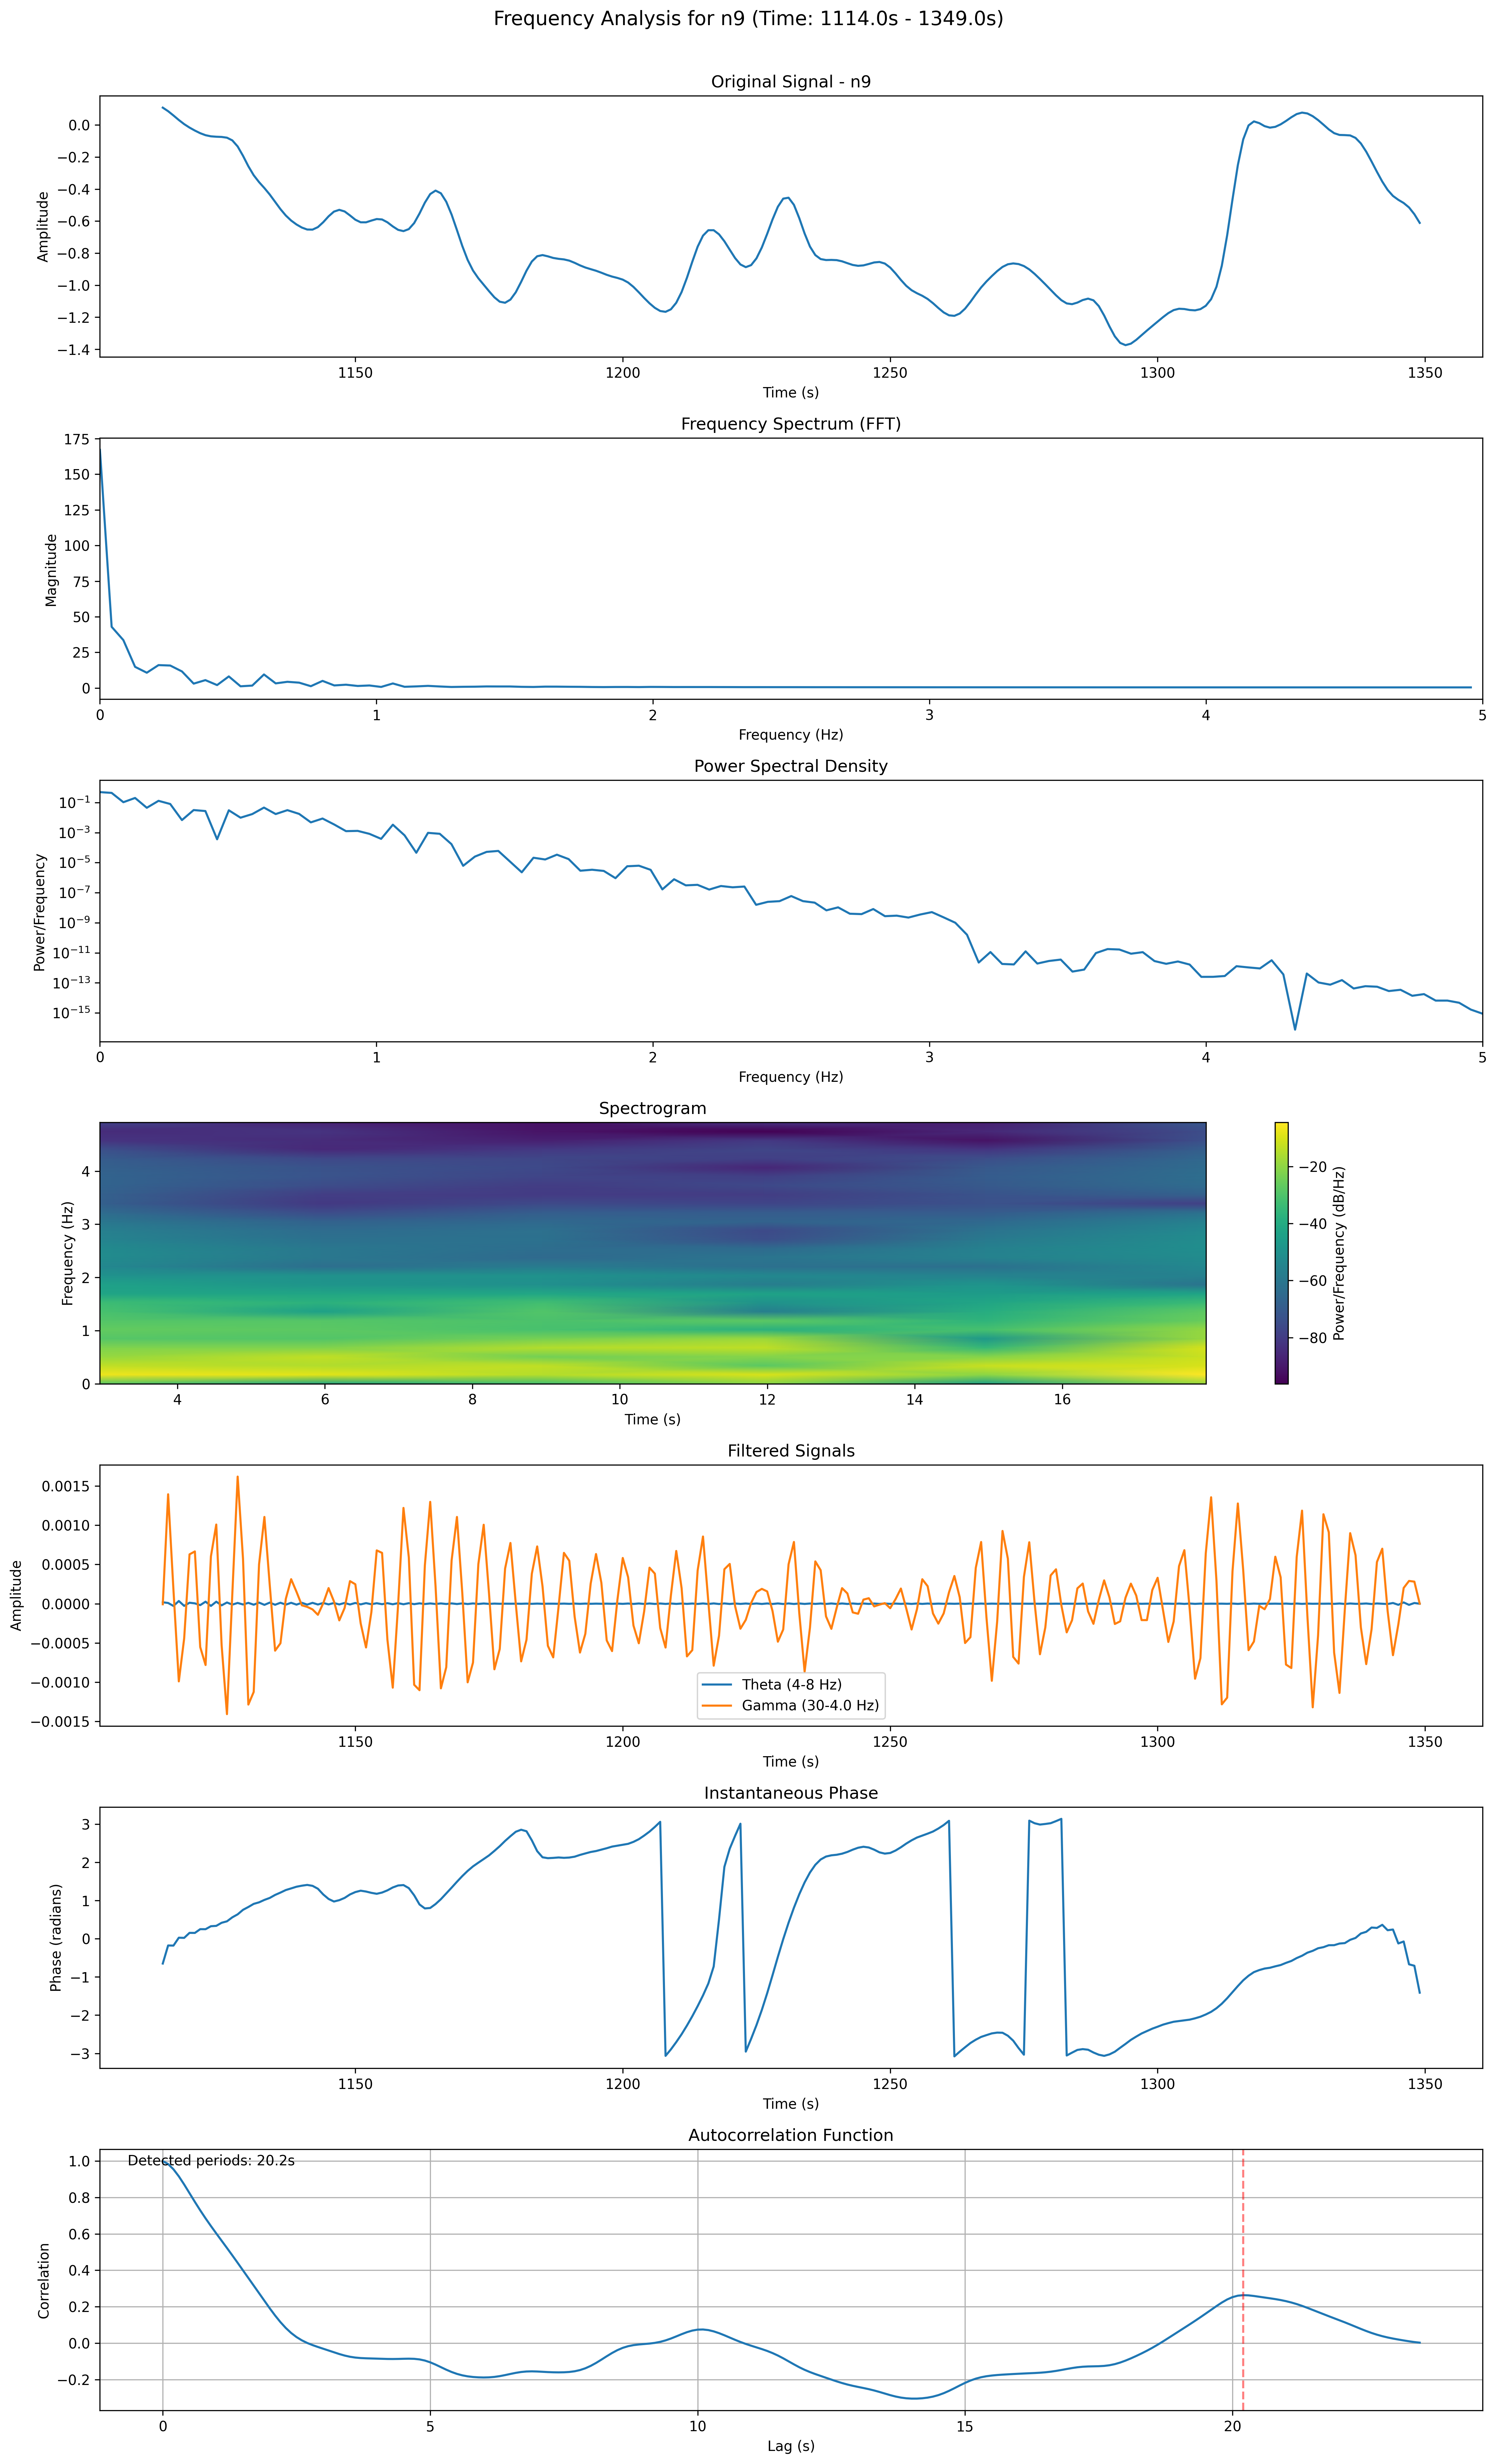 Frequency Analysis for n9 (Time: 1114.0s - 1349.0s)
Original Signal - n9
Amplitude
0.0
−0.2
−0.4
−0.6
−0.8
−1.0
−1.2
−1.4
1150 1200 1250 1300 1350
Time (s)
Frequency Spectrum (FFT)
Magnitude
175
150
125
100
75
50
25
0
0 1 2 3 4 5
Frequency (Hz)
Power Spectral Density
Power/Frequency
10⁻¹
10⁻³
10⁻⁵
10⁻⁷
10⁻⁹
10⁻¹¹
10⁻¹³
10⁻¹⁵
0 1 2 3 4 5
Frequency (Hz)
Spectrogram
Frequency (Hz)
4
3
2
1
0
4 6 8 10 12 14 16
Time (s)
−20
−40
−60
−80
Power/Frequency (dB/Hz)
Filtered Signals
Amplitude
0.0015
0.0010
0.0005
0.0000
−0.0005
−0.0010
−0.0015
Theta (4-8 Hz)
Gamma (30-4.0 Hz)
1150 1200 1250 1300 1350
Time (s)
Instantaneous Phase
Phase (radians)
3
2
1
0
−1
−2
−3
1150 1200 1250 1300 1350
Time (s)
Autocorrelation Function
Detected periods: 20.2s
Correlation
1.0
0.8
0.6
0.4
0.2
0.0
−0.2
0 5 10 15 20
Lag (s)